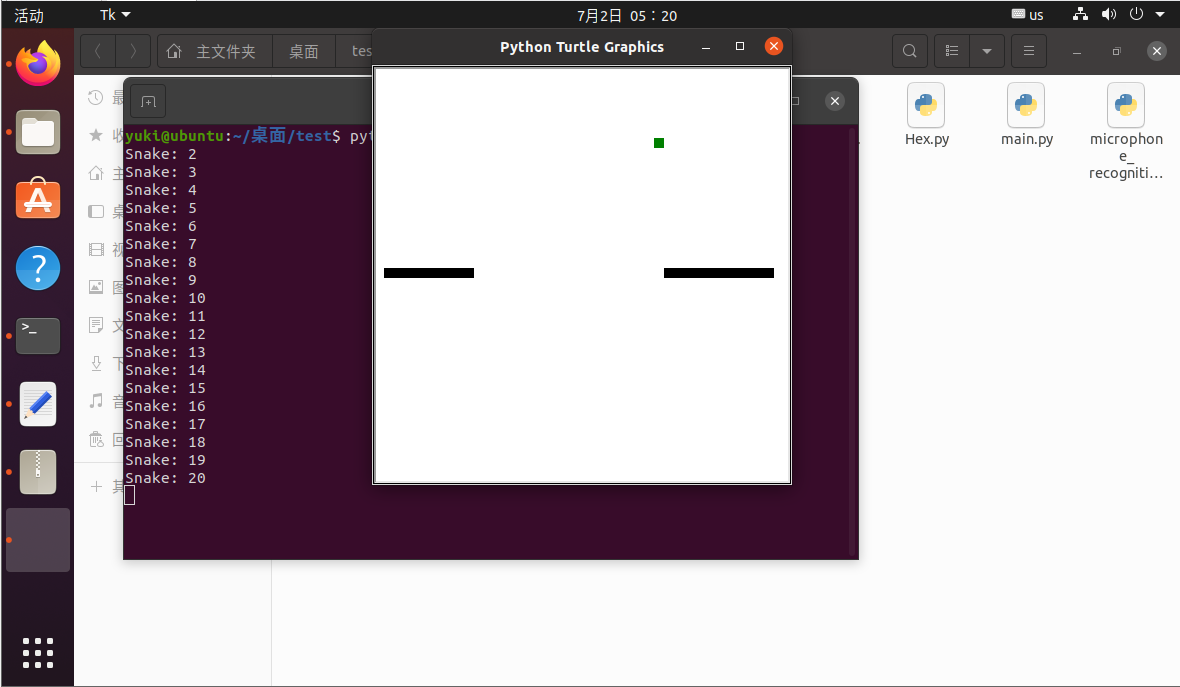 活动
Tk
7月2日 05：20
us
主文件夹
桌面
tes
Python Turtle Graphics
最
收
主
桌
视
图
文
下
音
回
其
yuki@ubuntu:~/桌面/test$ pyt
Snake: 2
Snake: 3
Snake: 4
Snake: 5
Snake: 6
Snake: 7
Snake: 8
Snake: 9
Snake: 10
Snake: 11
Snake: 12
Snake: 13
Snake: 14
Snake: 15
Snake: 16
Snake: 17
Snake: 18
Snake: 19
Snake: 20
Hex.py
main.py
microphon
e_
recogniti...